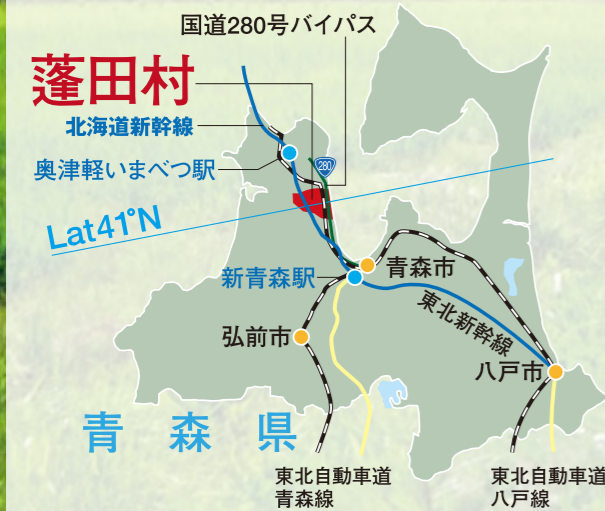 国道280号バイパス
蓬田村
北海道新幹線
奥津軽いまべつ駅
280
Lat41°N
新青森駅
青森市
東北新幹線
弘前市
八戸市
青森県
東北自動車道
青森線
東北自動車道
八戸線